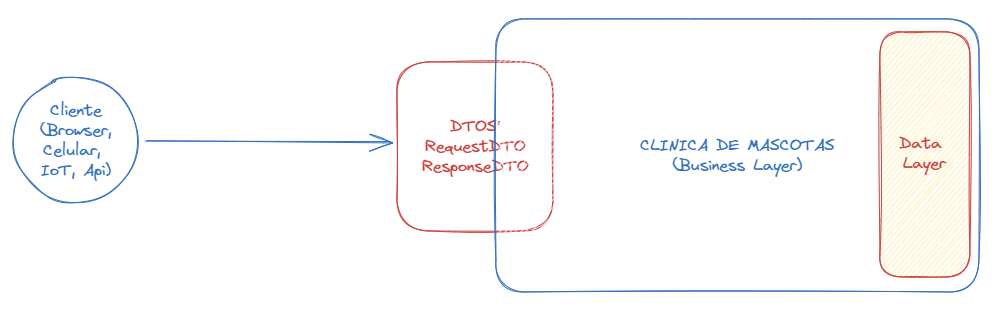 Cliente
(Browser,
Celular,
IoT, Api)
DTOS'
RequestDTO
ResponseDTO
CLINICA DE MASCOTAS
(Business Layer)
Data
Layer